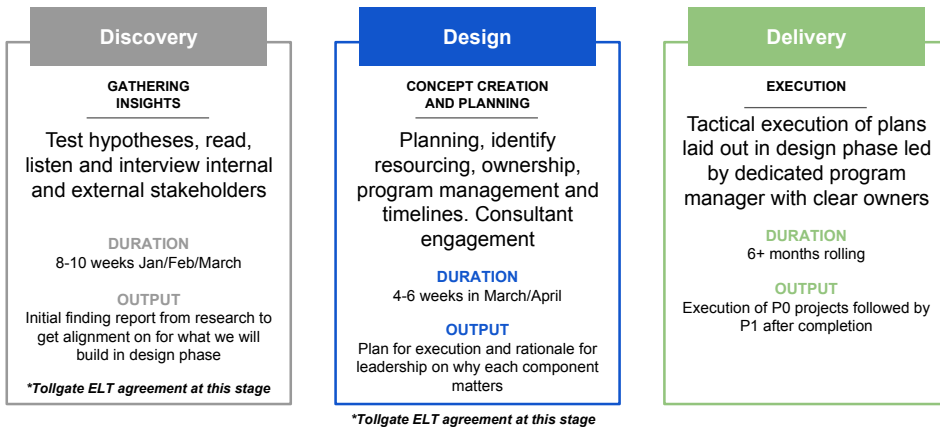 Discovery
GATHERING
INSIGHTS
Test hypotheses, read,
listen and interview internal
and external stakeholders
DURATION
8-10 weeks Jan/Feb/March
OUTPUT
Initial finding report from research to
get alignment on for what we will
build in design phase
*Tollgate ELT agreement at this stage
Design
CONCEPT CREATION
AND PLANNING
Planning, identify
resourcing, ownership,
program management and
timelines. Consultant
engagement
DURATION
4-6 weeks in March/April
OUTPUT
Plan for execution and rationale for
leadership on why each component
matters
*Tollgate ELT agreement at this stage
Delivery
EXECUTION
Tactical execution of plans
laid out in design phase led
by dedicated program
manager with clear owners
DURATION
6+ months rolling
OUTPUT
Execution of P0 projects followed by
P1 after completion